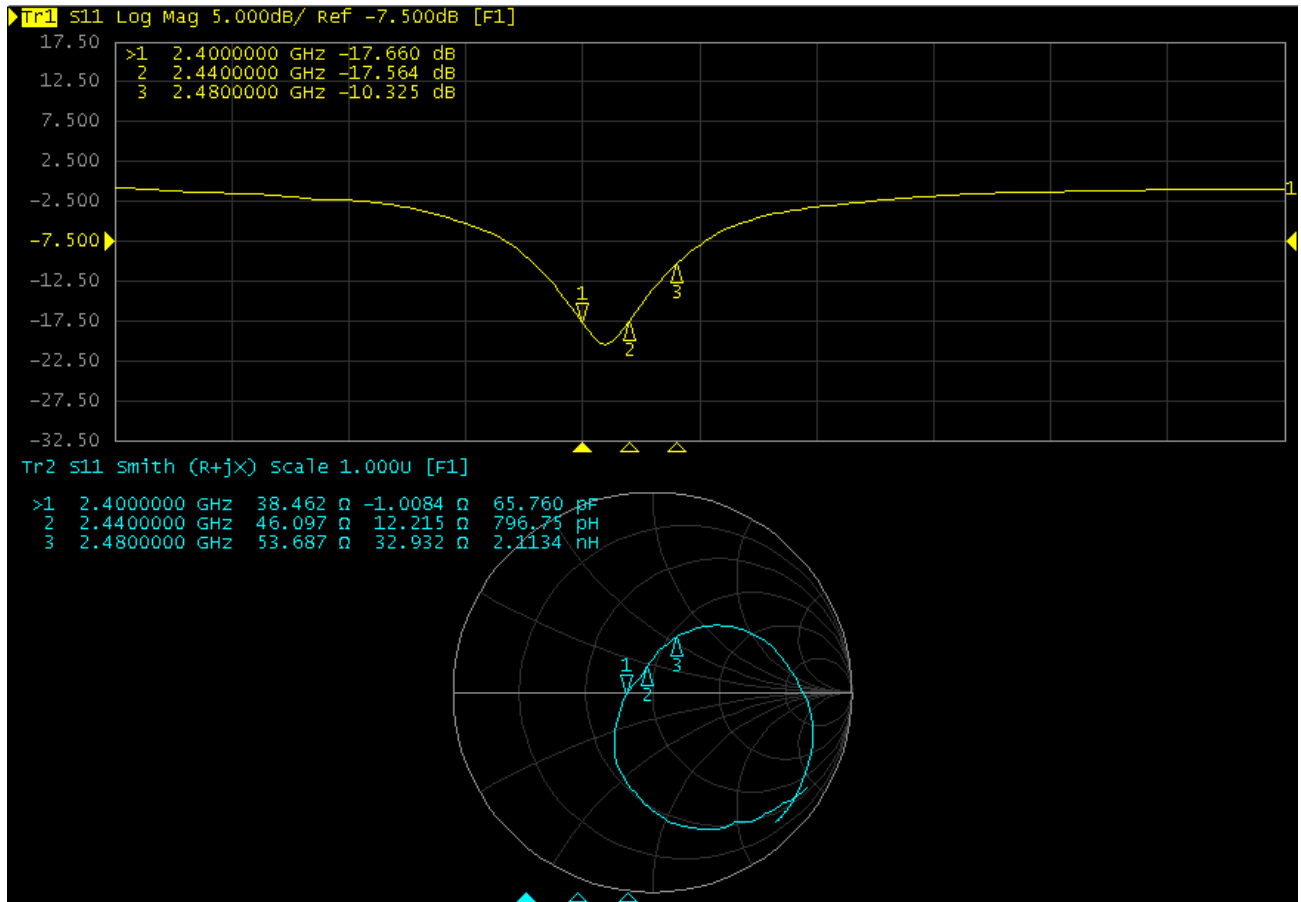 Tr1 S11 Log Mag 5.000dB/ Ref -7.500dB [F1]
17.50
>1 2.4000000 GHz -17.660 dB
2 2.4400000 GHz -17.564 dB
12.50
3 2.4800000 GHz -10.325 dB
7.500
2.500
-2.500
1
-7.500
-12.50
1
3
-17.50
2
-22.50
-27.50
-32.50
Tr2 S11 Smith (R+jX) Scale 1.000U [F1]
>1 2.4000000 GHz 38.462 Ω -1.0084 Ω 65.760 pF
2 2.4400000 GHz 46.097 Ω 12.215 Ω 796.75 pH
3 2.4800000 GHz 53.687 Ω 32.932 Ω 2.1134 nH
1
3
2